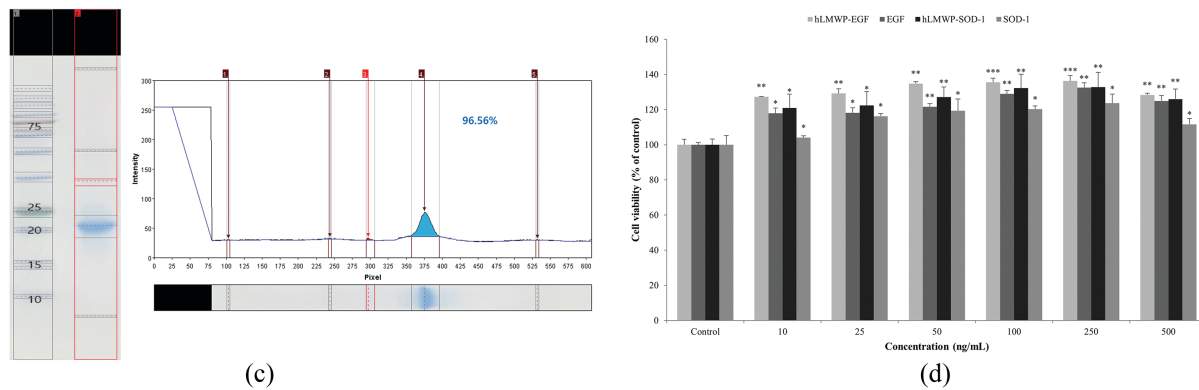 1
2
75
25
20
15
10
1 2 3 4 5
300
250
200
150
100
50
0
Intensity
96.56%
0 25 50 75 100 125 150 175 200 225 250 275 300 325 350 375 400 425 450 475 500 525 550 575 600
Pixel
(c)
hLMWP-EGF EGF hLMWP-SOD-1 SOD-1
160
140
120
100
80
60
40
20
0
Cell viability (% of control)
** * * *
** * * *
** ** ** *
*** ** ** *
*** ** ** *
** ** ** *
Control 10 25 50 100 250 500
Concentration (ng/mL)
(d)